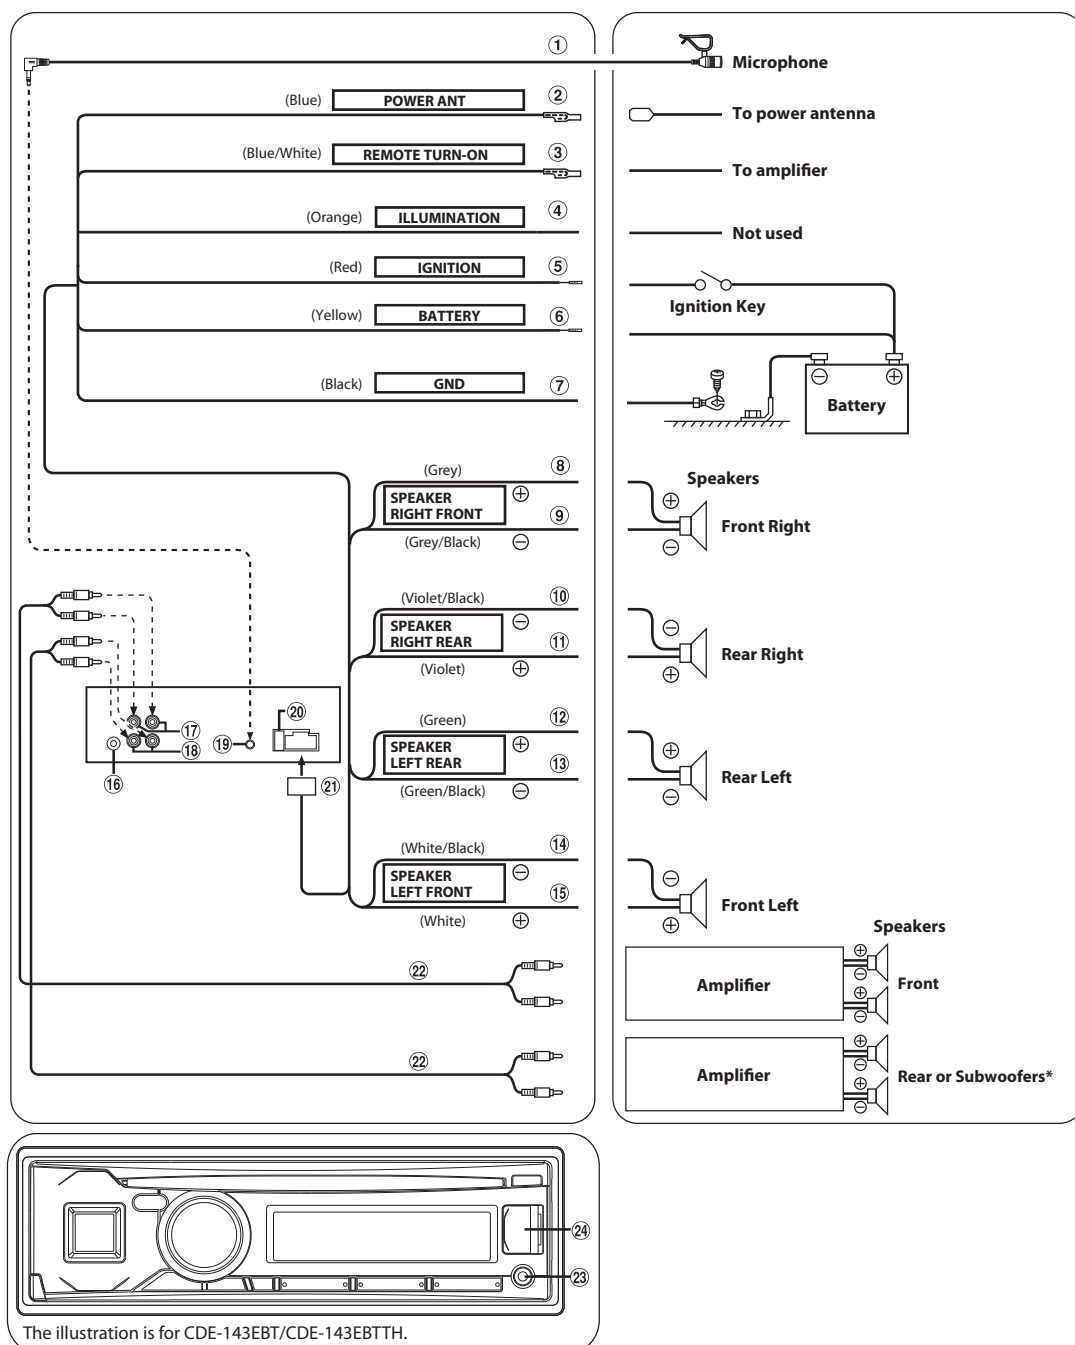 ①
Microphone
(Blue) POWER ANT ②
To power antenna
(Blue/White) REMOTE TURN-ON ③
To amplifier
(Orange) ILLUMINATION ④
Not used
(Red) IGNITION ⑤
Ignition Key
(Yellow) BATTERY ⑥
(Black) GND ⑦
⊖ ⊕
Battery
(Grey) ⑧
SPEAKER
RIGHT FRONT
⊕
⑨
(Grey/Black) ⊖
Speakers
⊕
Front Right
⊖
(Violet/Black) ⑩
SPEAKER
RIGHT REAR
⊖
⑪
(Violet) ⊕
⊖
Rear Right
⊕
(Green) ⑫
SPEAKER
LEFT REAR
⊕
⑬
(Green/Black) ⊖
⊕
Rear Left
⊖
(White/Black) ⑭
SPEAKER
LEFT FRONT
⊖
⑮
(White) ⊕
⊖
Front Left
⊕
⑯
⑰
⑱
⑲
⑳
㉑
㉒
㉒
Speakers
Amplifier
⊕
⊖
⊕
⊖
Front
Amplifier
⊕
⊖
⊕
⊖
Rear or Subwoofers*
㉔
㉓
The illustration is for CDE-143EBT/CDE-143EBTTH.